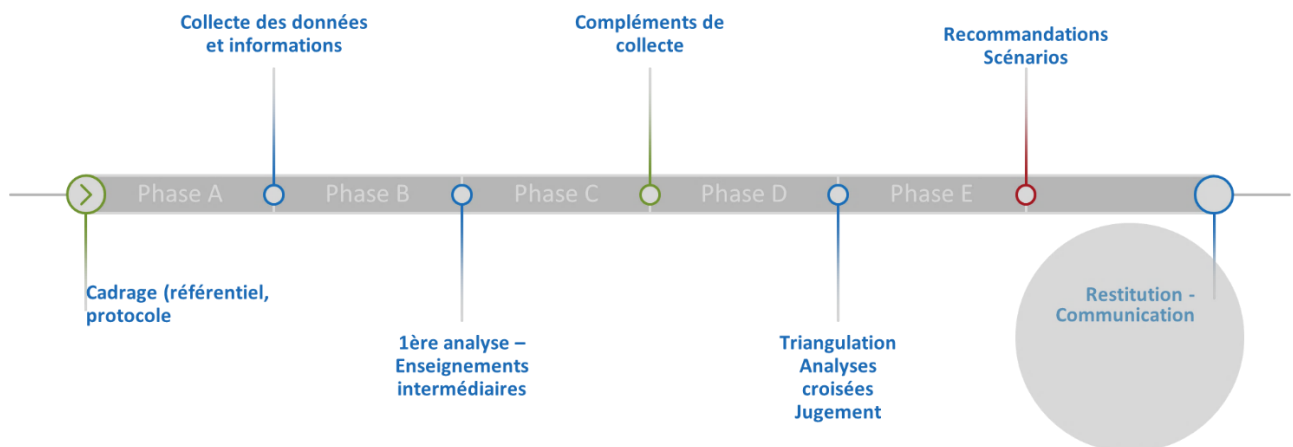 Collecte des données
et informations
Compléments de
collecte
Recommandations
Scénarios
Phase A
Phase B
Phase C
Phase D
Phase E
Cadrage (référentiel,
protocole
1ère analyse –
Enseignements
intermédiaires
Triangulation
Analyses
croisées
Jugement
Restitution -
Communication